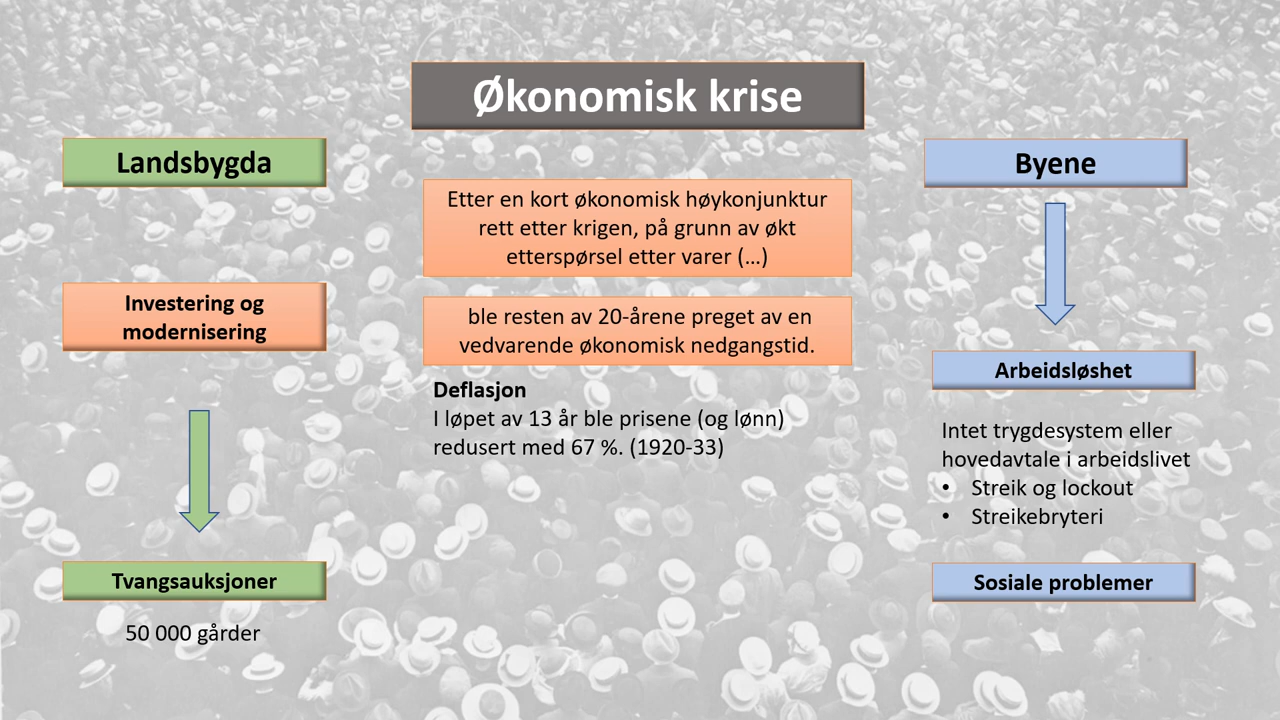 Økonomisk krise
Landsbygda
Investering og
modernisering
Tvangsauksjoner
50 000 gårder
Etter en kort økonomisk høykonjunktur
rett etter krigen, på grunn av økt
etterspørsel etter varer (…)
ble resten av 20-årene preget av en
vedvarende økonomisk nedgangstid.
Deflasjon
I løpet av 13 år ble prisene (og lønn)
redusert med 67 %. (1920-33)
Byene
Arbeidsløshet
Intet trygdesystem eller
hovedavtale i arbeidslivet
• Streik og lockout
• Streikebryteri
Sosiale problemer